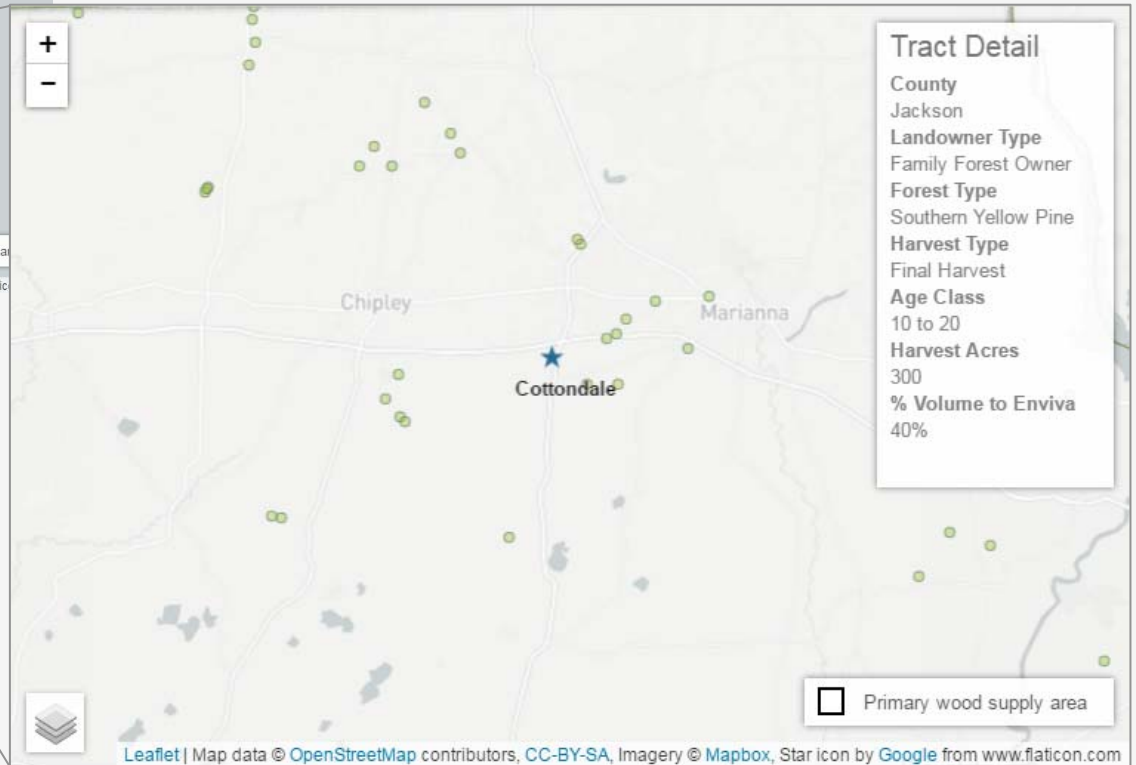 +
−
Tract Detail
County
Jackson
Landowner Type
Family Forest Owner
Forest Type
Southern Yellow Pine
Harvest Type
Final Harvest
Age Class
10 to 20
Harvest Acres
300
% Volume to Enviva
40%
Chipley
Marianna
Cottondale
Primary wood supply area
Leaflet | Map data © OpenStreetMap contributors, CC-BY-SA, Imagery © Mapbox, Star icon by Google from www.flaticon.com